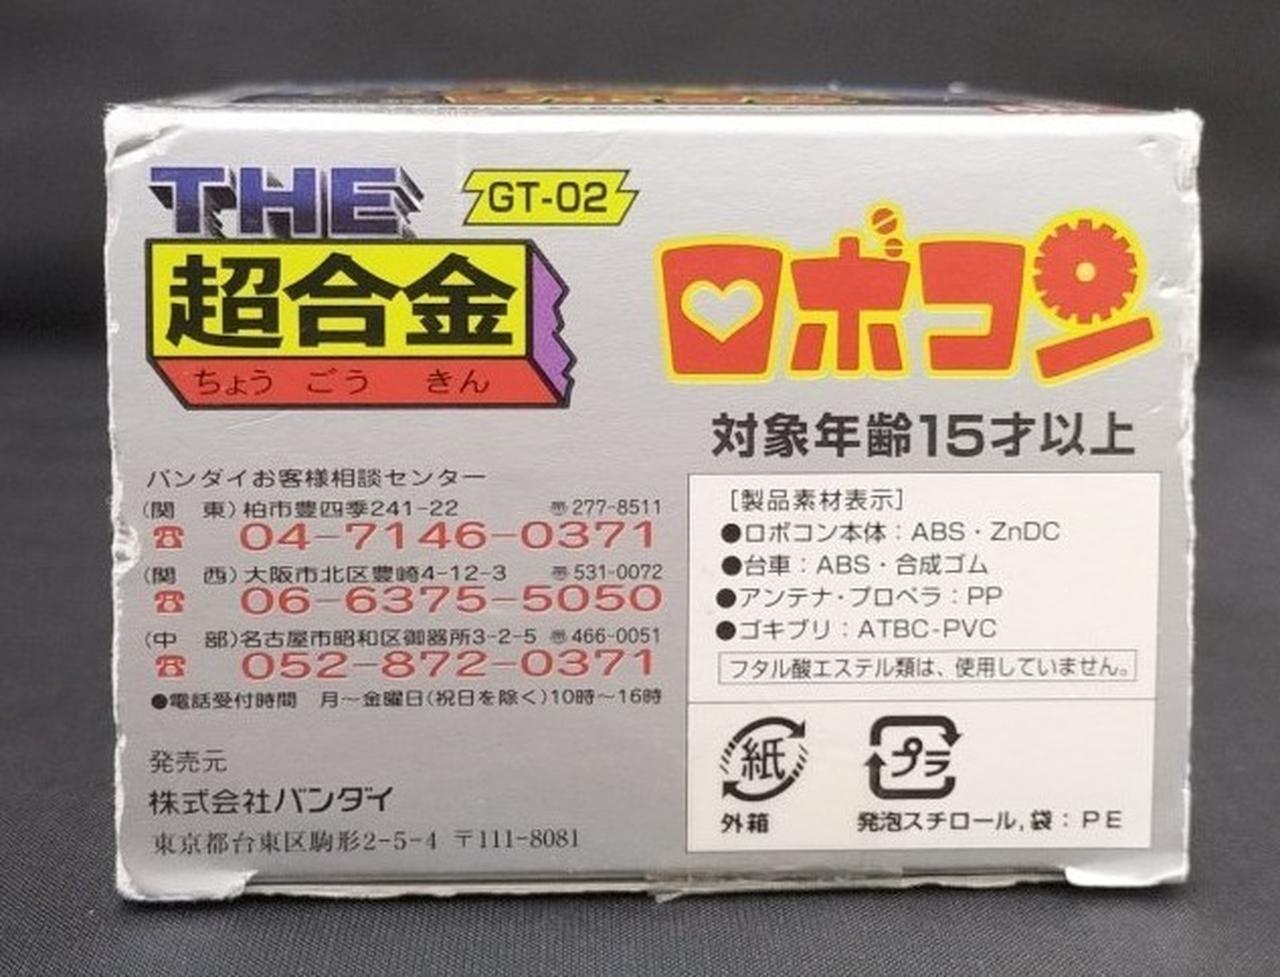 THE
GT-02
超合金
ちょう ごう きん
ロボコン
対象年齢15才以上
バンダイお客様相談センター
(関 東)柏市豊四季241-22 〠277-8511
☎ 04-7146-0371
(関 西)大阪市北区豊崎4-12-3 〠531-0072
☎ 06-6375-5050
(中 部)名古屋市昭和区御器所3-2-5 〠466-0051
☎ 052-872-0371
●電話受付時間 月〜金曜日(祝日を除く)10時〜16時
発売元
株式会社バンダイ
東京都台東区駒形2-5-4 〒111-8081
[製品素材表示]
●ロボコン本体:ABS・ZnDC
●台車:ABS・合成ゴム
●アンテナ・プロペラ:PP
●ゴキブリ:ATBC-PVC
フタル酸エステル類は、使用していません。
紙
外箱
プラ
発泡スチロール,袋:PE